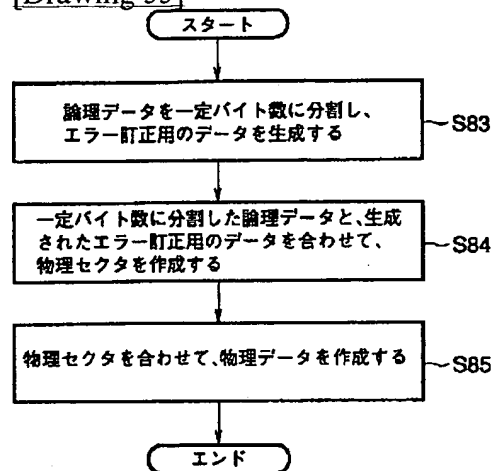 [Drawing 35]
スタート
論理データを一定バイト数に分割し、
エラー訂正用のデータを生成する
S83
一定バイト数に分割した論理データと、生成
されたエラー訂正用のデータを合わせて、
物理セクタを作成する
S84
物理セクタを合わせて、物理データを作成する
S85
エンド